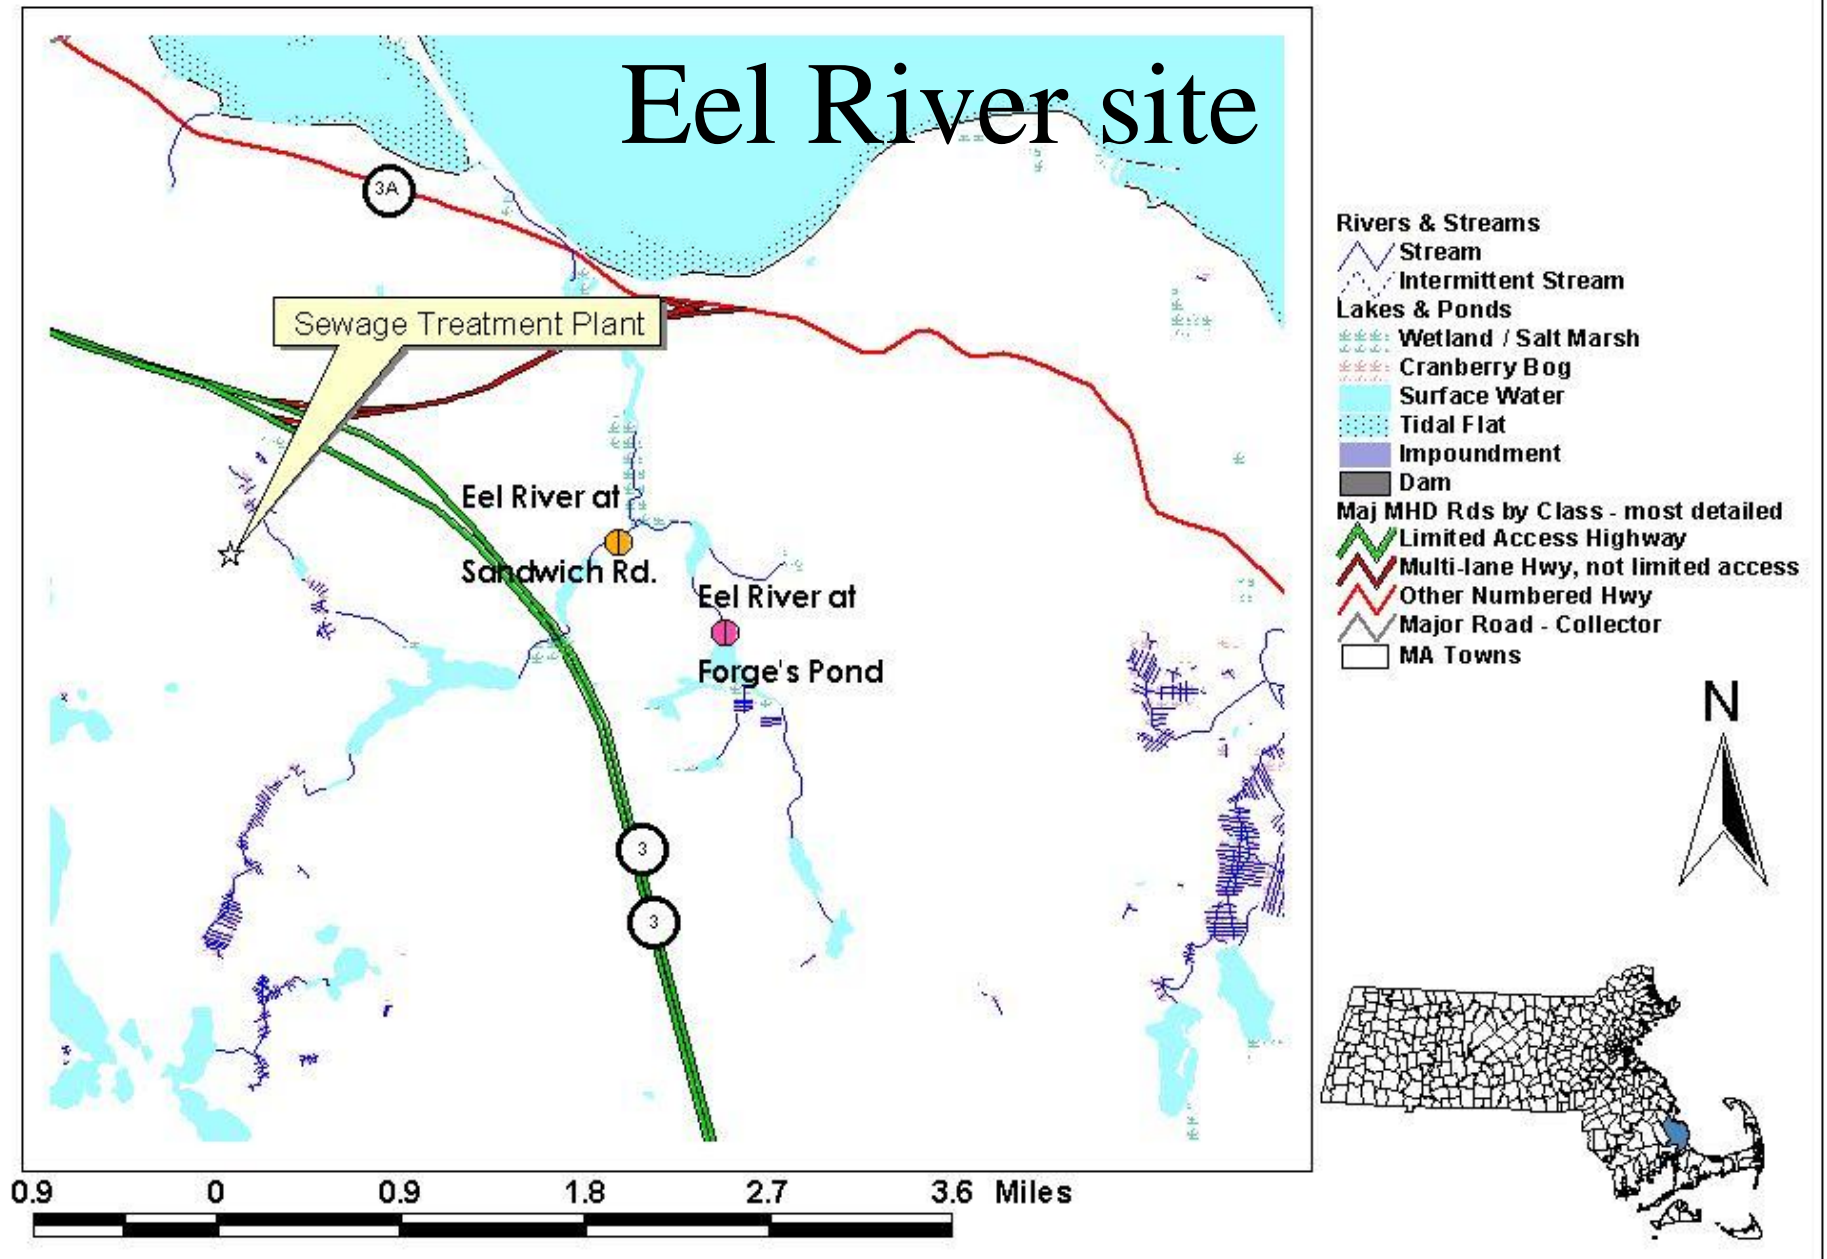 Eel River site
3A
Sewage Treatment Plant
Eel River at
Sandwich Rd.
Eel River at
Forge's Pond
3
3
Rivers & Streams
Stream
Intermittent Stream
Lakes & Ponds
Wetland / Salt Marsh
Cranberry Bog
Surface Water
Tidal Flat
Impoundment
Dam
Maj MHD Rds by Class - most detailed
Limited Access Highway
Multi-lane Hwy, not limited access
Other Numbered Hwy
Major Road - Collector
MA Towns
N
0.9 0 0.9 1.8 2.7 3.6 Miles